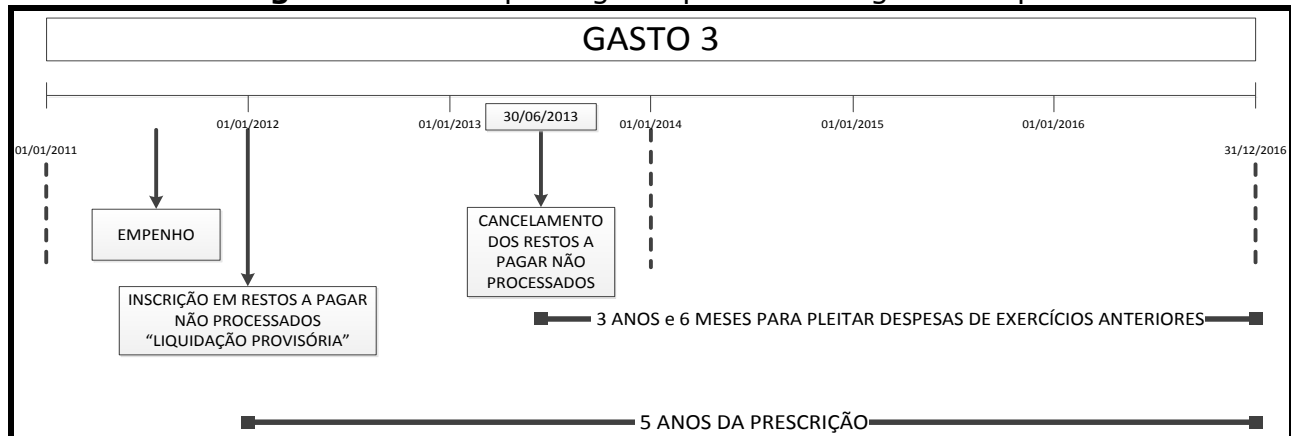 GASTO 3
01/01/2012
01/01/2013
30/06/2013
01/01/2014
01/01/2015
01/01/2016
01/01/2011
31/12/2016
EMPENHO
CANCELAMENTO
DOS RESTOS A
PAGAR NÃO
PROCESSADOS
INSCRIÇÃO EM RESTOS A PAGAR
NÃO PROCESSADOS
“LIQUIDAÇÃO PROVISÓRIA”
3 ANOS e 6 MESES PARA PLEITAR DESPESAS DE EXERCÍCIOS ANTERIORES
5 ANOS DA PRESCRIÇÃO